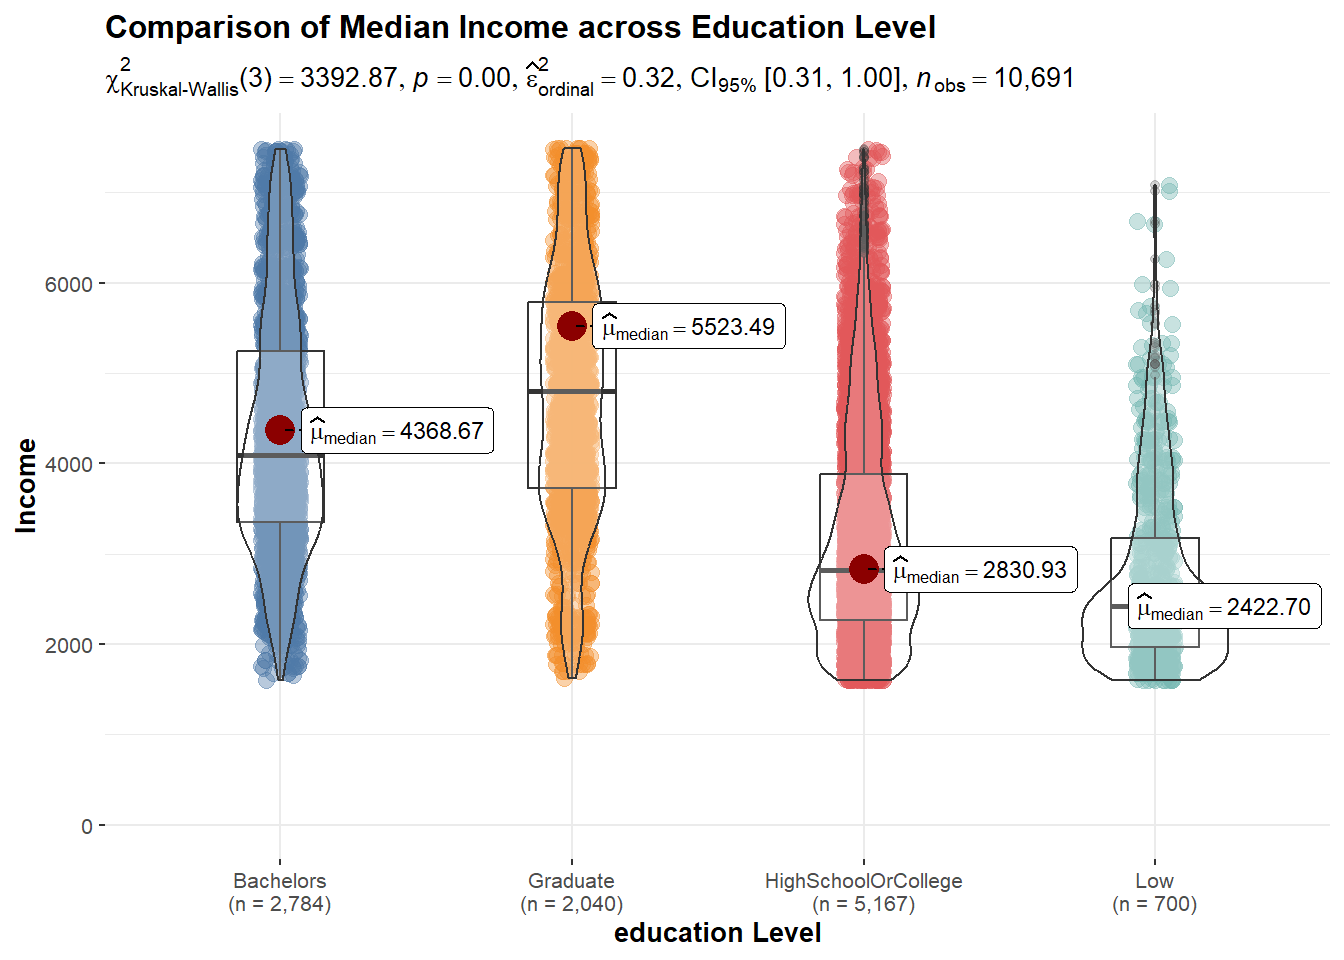 Comparison of Median Income across Education Level
χ²Kruskal-Wallis(3) = 3392.87, p = 0.00, ε̂²ordinal = 0.32, CI95% [0.31, 1.00], nobs = 10,691
Income
6000
4000
2000
0
μ̂median = 4368.67
μ̂median = 5523.49
μ̂median = 2830.93
μ̂median = 2422.70
Bachelors
(n = 2,784)
Graduate
(n = 2,040)
HighSchoolOrCollege
(n = 5,167)
Low
(n = 700)
education Level